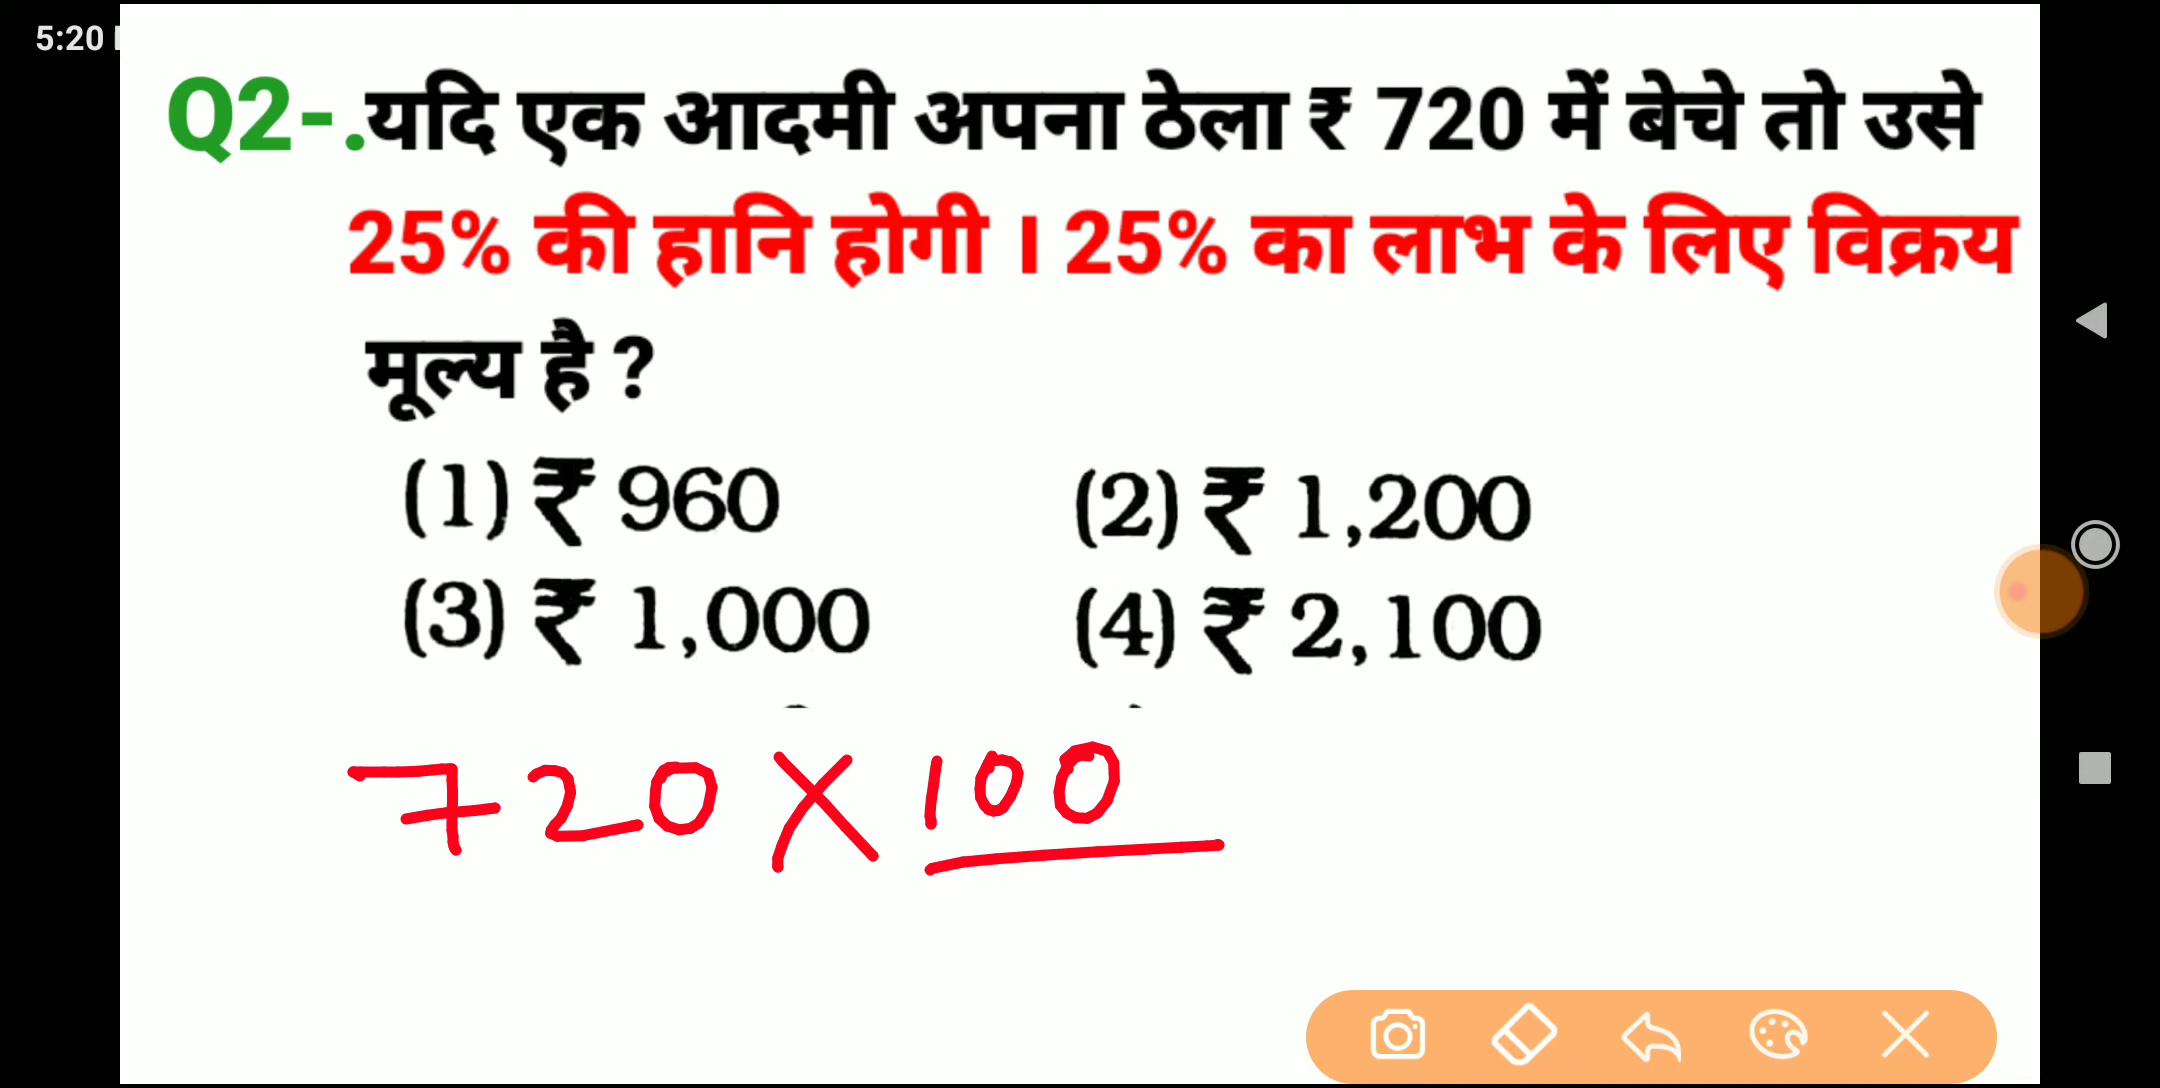 5:20
Q2-.यदि एक आदमी अपना ठेला ₹ 720 में बेचे तो उसे
25% की हानि होगी । 25% का लाभ के लिए विक्रय
मूल्य है ?
(1) ₹ 960 (2) ₹ 1,200
(3) ₹ 1,000 (4) ₹ 2,100
720 X 100